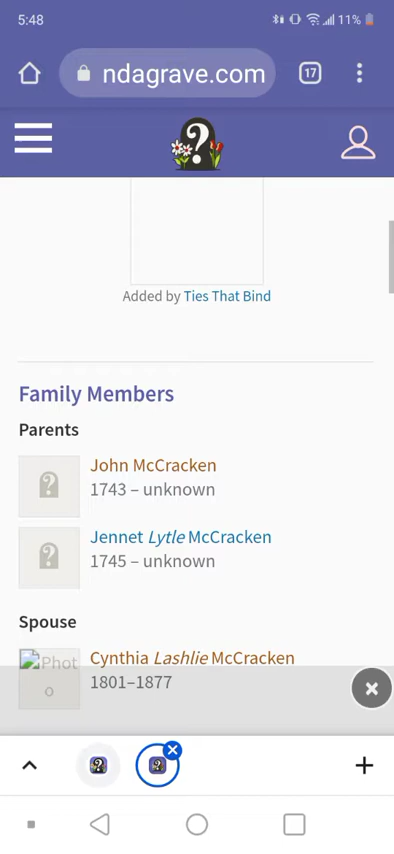 5:48 11%
ndagrave.com 17
?
Added by Ties That Bind
Family Members
Parents
? John McCracken
1743 – unknown
? Jennet Lytle McCracken
1745 – unknown
Spouse
Phot Cynthia Lashlie McCracken
o 1801–1877